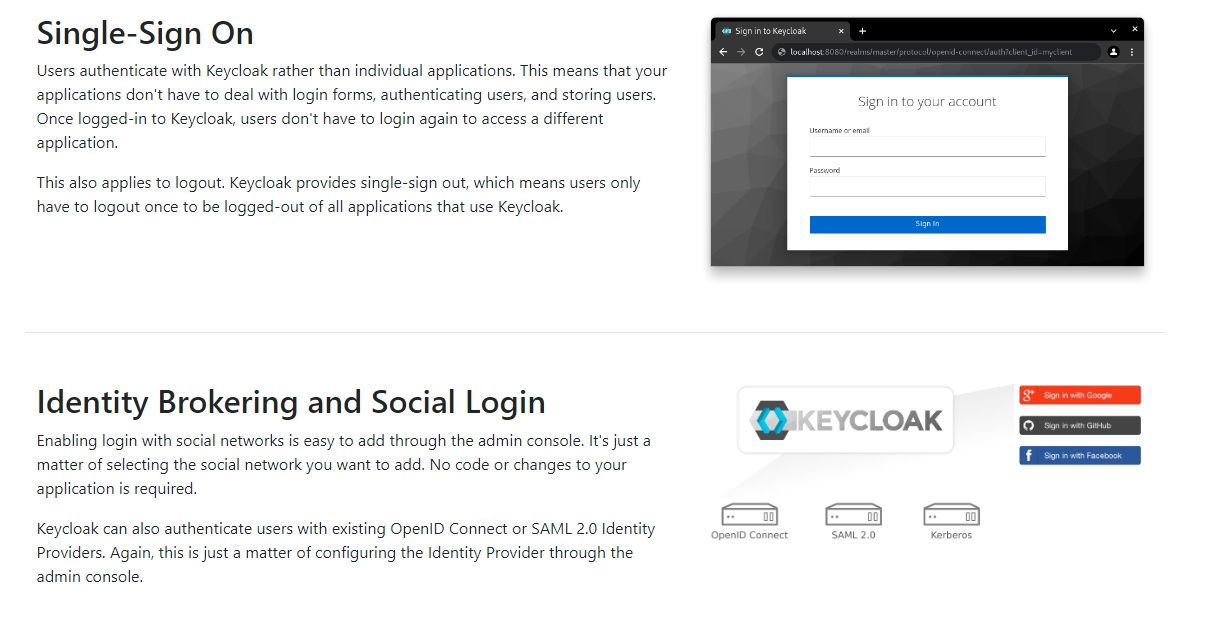 Single-Sign On
Users authenticate with Keycloak rather than individual applications. This means that your
applications don't have to deal with login forms, authenticating users, and storing users.
Once logged-in to Keycloak, users don't have to login again to access a different
application.
This also applies to logout. Keycloak provides single-sign out, which means users only
have to logout once to be logged-out of all applications that use Keycloak.
Sign in to Keycloak
localhost:8080/realms/master/protocol/openid-connect/auth?client_id=myclient
Sign in to your account
Username or email
Password
Sign In
Identity Brokering and Social Login
Enabling login with social networks is easy to add through the admin console. It's just a
matter of selecting the social network you want to add. No code or changes to your
application is required.
Keycloak can also authenticate users with existing OpenID Connect or SAML 2.0 Identity
Providers. Again, this is just a matter of configuring the Identity Provider through the
admin console.
KEYCLOAK
Sign in with Google
Sign in with GitHub
Sign in with Facebook
OpenID Connect
SAML 2.0
Kerberos